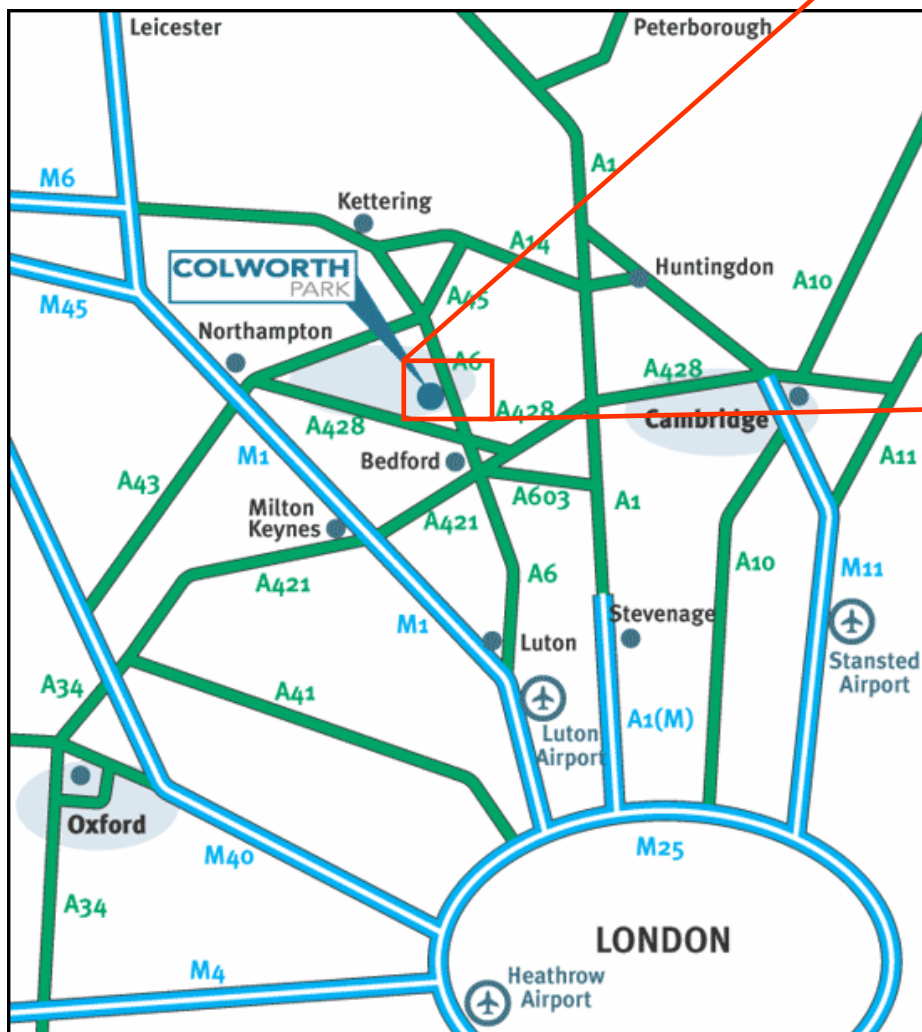 Leicester
Peterborough
M6
A1
Kettering
A14
Huntingdon
A10
COLWORTH
PARK
M45
A45
Northampton
A6
A428
A428
A428
Cambridge
M1
Bedford
A11
A43
A603
A1
Milton
Keynes
A421
A421
A6
A10
M11
M1
Luton
Stevenage
Stansted
Airport
A34
A41
A1(M)
Luton
Airport
Oxford
M40
M25
A34
LONDON
M4
Heathrow
Airport